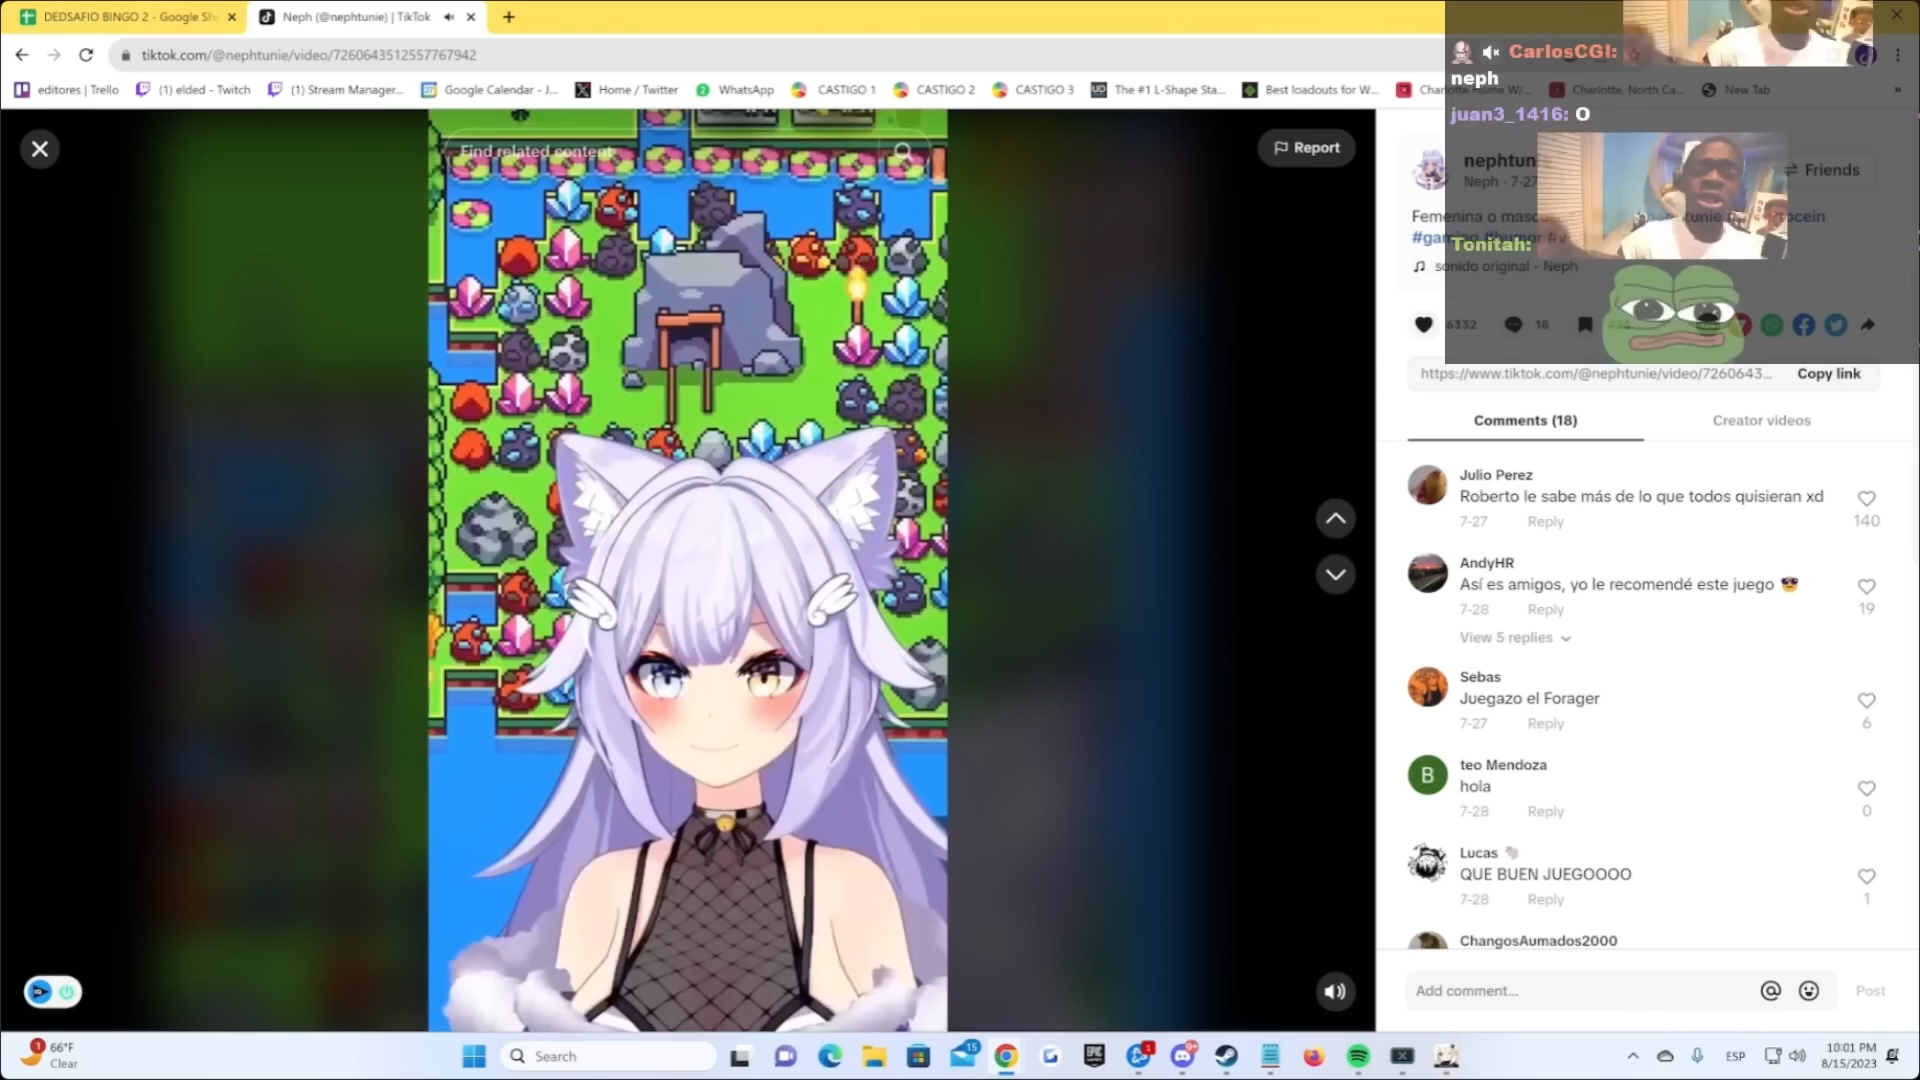 DEDSAFIO BINGO 2 - Google Sh
Neph (@nephtunie) | TikTok
tiktok.com/@nephtunie/video/7260643512557767942
editores | Trello
(1) elded - Twitch
(1) Stream Manager...
Google Calendar - J...
Home / Twitter
WhatsApp
CASTIGO 1
CASTIGO 2
CASTIGO 3
The #1 L-Shape Sta...
Best loadouts for W...
Charlotte, North Ca...
New Tab
CarlosCGI:
neph
juan3_1416: O
Tonitah:
Find related content
Report
nephtun
Neph · 7-27
Friends
Femenina o masc
sonido original - Neph
6332
18
https://www.tiktok.com/@nephtunie/video/7260643...
Copy link
Comments (18)
Creator videos
Julio Perez
Roberto le sabe más de lo que todos quisieran xd
7-27
Reply
140
AndyHR
Así es amigos, yo le recomendé este juego 😎
7-28
Reply
19
View 5 replies
Sebas
Juegazo el Forager
7-27
Reply
6
B
teo Mendoza
hola
7-28
Reply
0
Lucas
QUE BUEN JUEGOOOO
7-28
Reply
1
ChangosAumados2000
Add comment...
Post
1
66°F
Clear
Search
15
EPIC
1
9+
ESP
10:01 PM
8/15/2023